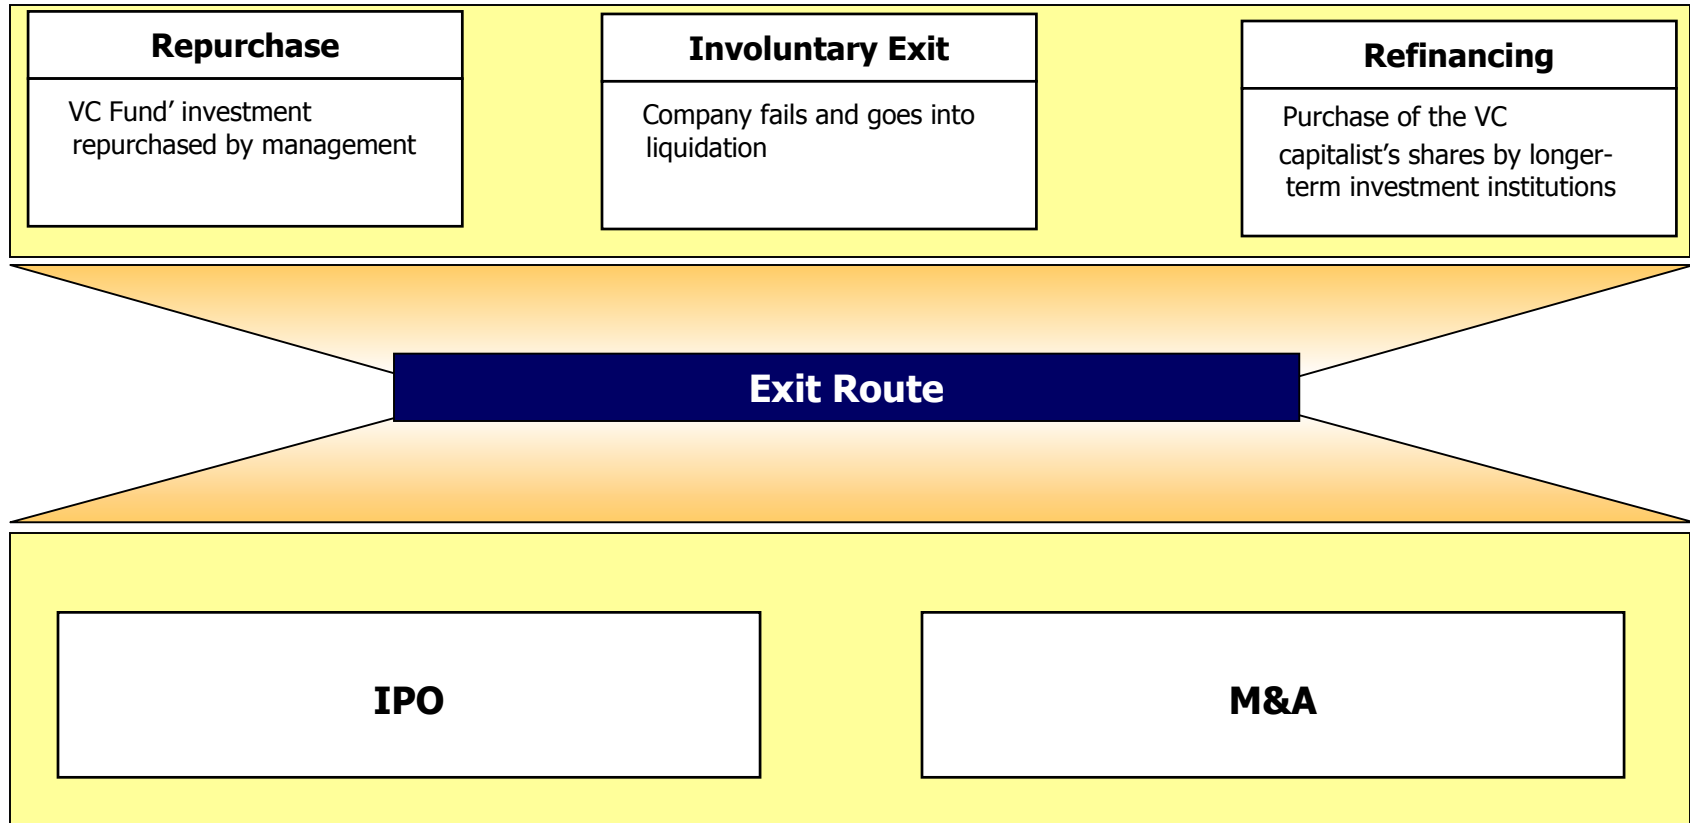 Repurchase
VC Fund’ investment
repurchased by management
Involuntary Exit
Company fails and goes into
liquidation
Refinancing
Purchase of the VC
capitalist’s shares by longer-
term investment institutions
Exit Route
IPO
M&A